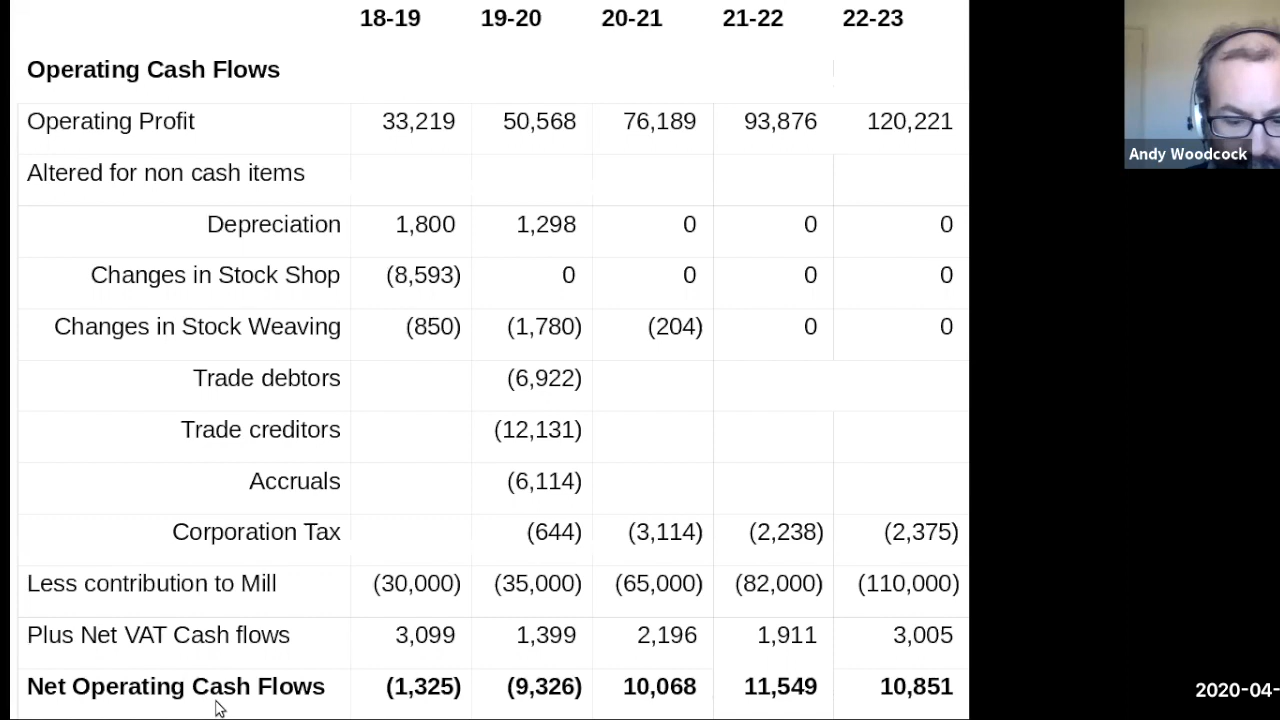 18-19 19-20 20-21 21-22 22-23
Operating Cash Flows
Operating Profit 33,219 50,568 76,189 93,876 120,221
Altered for non cash items
Depreciation 1,800 1,298 0 0 0
Changes in Stock Shop (8,593) 0 0 0 0
Changes in Stock Weaving (850) (1,780) (204) 0 0
Trade debtors (6,922)
Trade creditors (12,131)
Accruals (6,114)
Corporation Tax (644) (3,114) (2,238) (2,375)
Less contribution to Mill (30,000) (35,000) (65,000) (82,000) (110,000)
Plus Net VAT Cash flows 3,099 1,399 2,196 1,911 3,005
Net Operating Cash Flows (1,325) (9,326) 10,068 11,549 10,851
Andy Woodcock
2020-04-